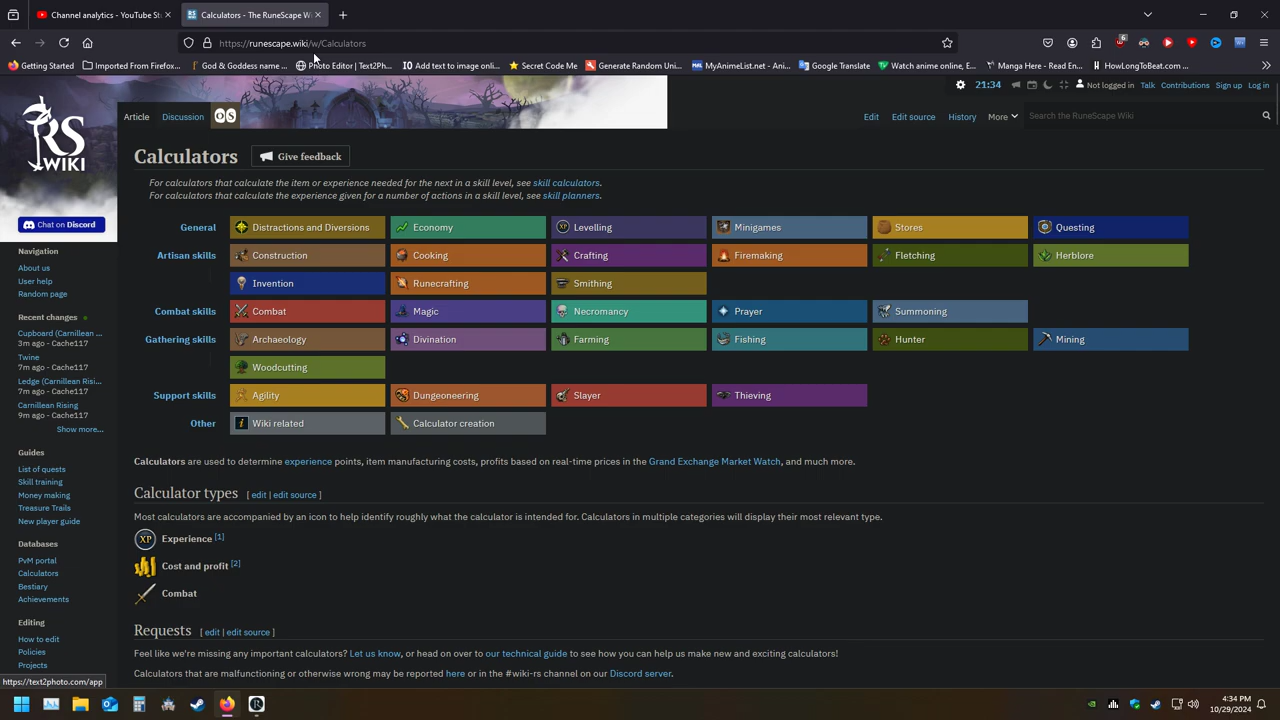 Channel analytics - YouTube St
Calculators - The RuneScape Wi
https://runescape.wiki/w/Calculators
Getting Started
Imported From Firefox...
God & Goddess name ...
Photo Editor | Text2Ph...
Add text to image onlin...
Secret Code Me
Generate Random Uni...
MyAnimeList.net - Ani...
Google Translate
Watch anime online, E...
Manga Here - Read En...
HowLongToBeat.com ...
RS
WIKI
Article
Discussion
OS
21:34
Not logged in
Talk
Contributions
Sign up
Log in
Edit
Edit source
History
More
Search the RuneScape Wiki
Calculators
Give feedback
For calculators that calculate the item or experience needed for the next in a skill level, see skill calculators.
For calculators that calculate the experience given for a number of actions in a skill level, see skill planners.
Chat on Discord
General
Distractions and Diversions
Economy
Levelling
Minigames
Stores
Questing
Artisan skills
Construction
Cooking
Crafting
Firemaking
Fletching
Herblore
Invention
Runecrafting
Smithing
Combat skills
Combat
Magic
Necromancy
Prayer
Summoning
Gathering skills
Archaeology
Divination
Farming
Fishing
Hunter
Mining
Woodcutting
Support skills
Agility
Dungeoneering
Slayer
Thieving
Other
Wiki related
Calculator creation
Calculators are used to determine experience points, item manufacturing costs, profits based on real-time prices in the Grand Exchange Market Watch, and much more.
Calculator types [ edit | edit source ]
Most calculators are accompanied by an icon to help identify roughly what the calculator is intended for. Calculators in multiple categories will display their most relevant type.
XP Experience [1]
Cost and profit [2]
Combat
Requests [ edit | edit source ]
Feel like we're missing any important calculators? Let us know, or head on over to our technical guide to see how you can help us make new and exciting calculators!
Calculators that are malfunctioning or otherwise wrong may be reported here or in the #wiki-rs channel on our Discord server.
Navigation
About us
User help
Random page
Recent changes
Cupboard (Carnillean ...
3m ago - Cache117
Twine
7m ago - Cache117
Ledge (Carnillean Risi...
7m ago - Cache117
Carnillean Rising
9m ago - Cache117
Show more...
Guides
List of quests
Skill training
Money making
Treasure Trails
New player guide
Databases
PvM portal
Calculators
Bestiary
Achievements
Editing
How to edit
Policies
Projects
https://text2photo.com/app
4:34 PM
10/29/2024